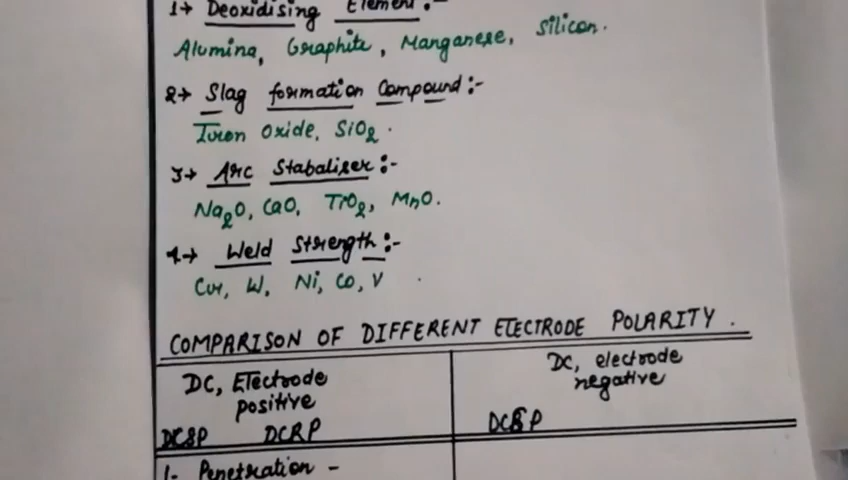 1→ Deoxidising Element:-
Alumina, Graphite, Manganese, Silicon.
2→ Slag formation Compound:-
Iron Oxide, SiO2.
3→ Arc Stabaliser:-
Na2O, CaO, TiO2, MnO.
4→ Weld Strength:-
Cr, W, Ni, Co, V
COMPARISON OF DIFFERENT ELECTRODE POLARITY.
DC, Electrode positive
DCRP
DC, electrode negative
1- Penetration -